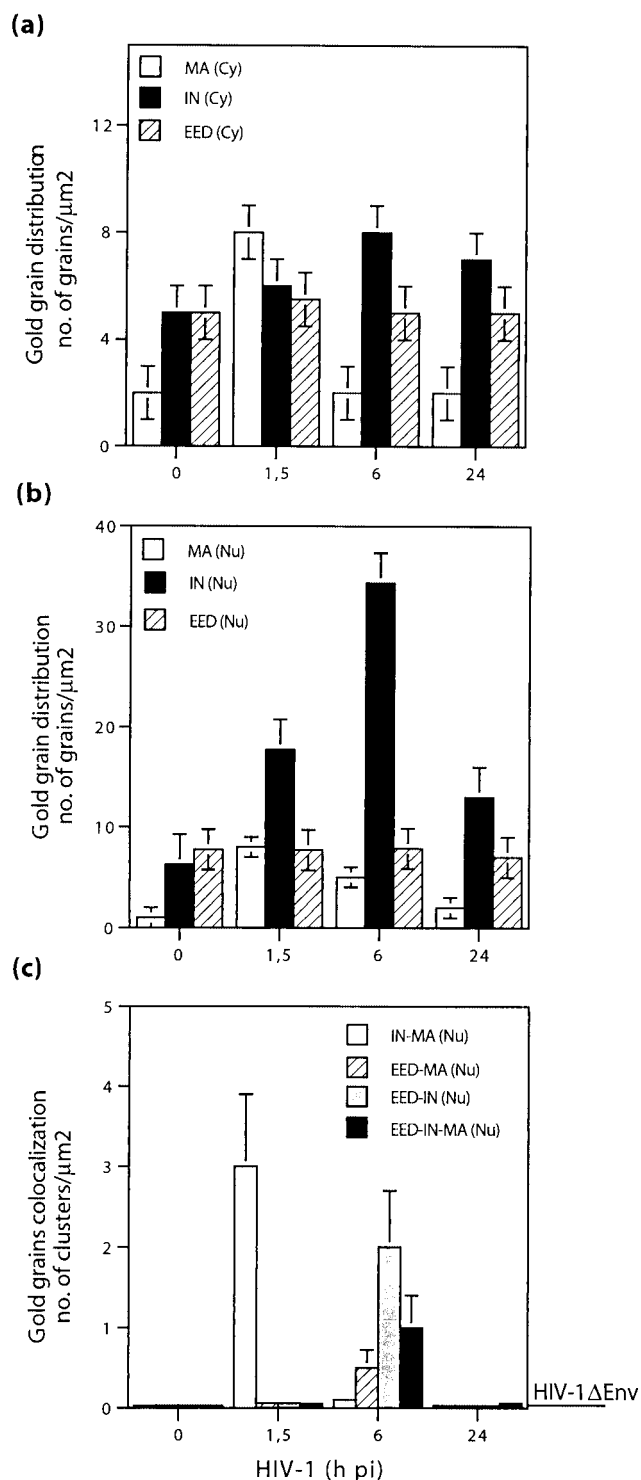 (a)
MA (Cy)
IN (Cy)
EED (Cy)
Gold grain distribution
no. of grains/μm2
12
8
4
0
0 1,5 6 24
(b)
40
MA (Nu)
IN (Nu)
EED (Nu)
Gold grain distribution
no. of grains/μm2
30
20
10
0
0 1,5 6 24
(c)
5
IN-MA (Nu)
EED-MA (Nu)
EED-IN (Nu)
EED-IN-MA (Nu)
Gold grains colocalization
no. of clusters/μm2
4
3
2
1
0
HIV-1ΔEnv
0 1,5 6 24
HIV-1 (h pi)